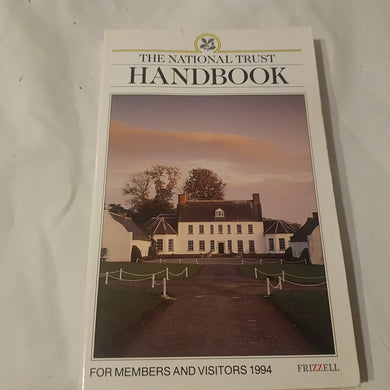 THE NATIONAL TRUST
HANDBOOK
FOR MEMBERS AND VISITORS 1994
FRIZZELL